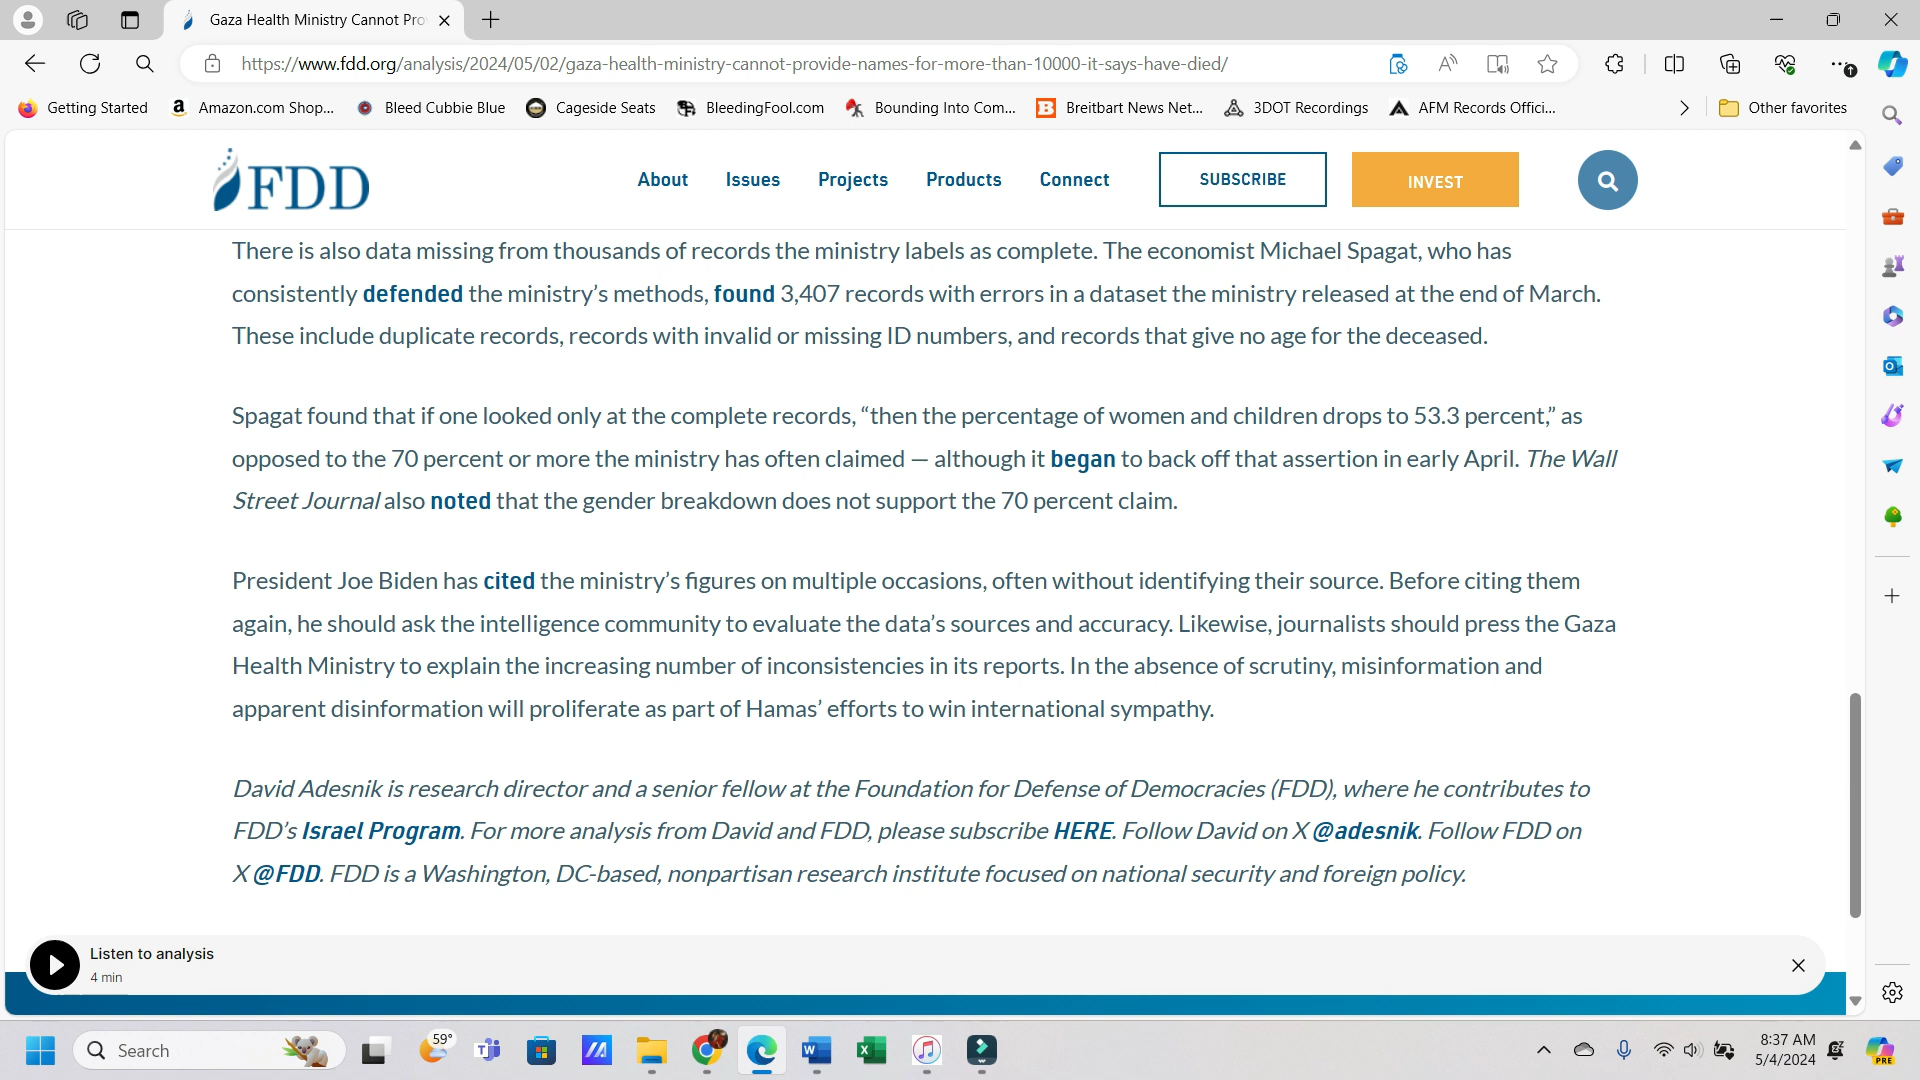 Gaza Health Ministry Cannot Pro
https://www.fdd.org/analysis/2024/05/02/gaza-health-ministry-cannot-provide-names-for-more-than-10000-it-says-have-died/
Getting Started
Amazon.com Shop...
Bleed Cubbie Blue
Cageside Seats
BleedingFool.com
Bounding Into Com...
Breitbart News Net...
3DOT Recordings
AFM Records Offici...
Other favorites
FDD
About
Issues
Projects
Products
Connect
SUBSCRIBE
INVEST
There is also data missing from thousands of records the ministry labels as complete. The economist Michael Spagat, who has
consistently defended the ministry’s methods, found 3,407 records with errors in a dataset the ministry released at the end of March.
These include duplicate records, records with invalid or missing ID numbers, and records that give no age for the deceased.
Spagat found that if one looked only at the complete records, “then the percentage of women and children drops to 53.3 percent,” as
opposed to the 70 percent or more the ministry has often claimed — although it began to back off that assertion in early April. The Wall
Street Journal also noted that the gender breakdown does not support the 70 percent claim.
President Joe Biden has cited the ministry’s figures on multiple occasions, often without identifying their source. Before citing them
again, he should ask the intelligence community to evaluate the data’s sources and accuracy. Likewise, journalists should press the Gaza
Health Ministry to explain the increasing number of inconsistencies in its reports. In the absence of scrutiny, misinformation and
apparent disinformation will proliferate as part of Hamas’ efforts to win international sympathy.
David Adesnik is research director and a senior fellow at the Foundation for Defense of Democracies (FDD), where he contributes to
FDD’s Israel Program. For more analysis from David and FDD, please subscribe HERE. Follow David on X @adesnik. Follow FDD on
X @FDD. FDD is a Washington, DC-based, nonpartisan research institute focused on national security and foreign policy.
Listen to analysis
4 min
Search
59°
8:37 AM
5/4/2024
PRE